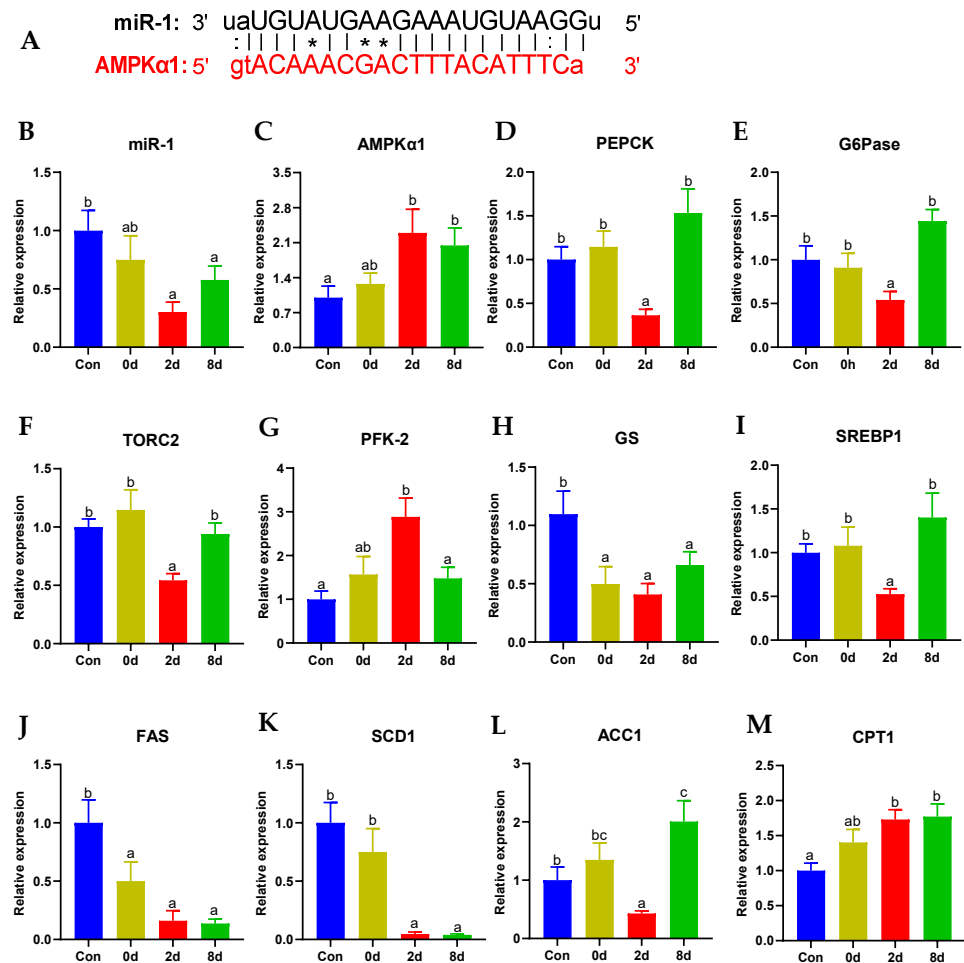 A
miR-1: 3' uaUGUAUGAAGAAAUGUAAGGu 5'
: | | | * | | * * | | | | | | | | : | |
AMPKα1: 5' gtACAAACGACTTTACATTTCa 3'
B
miR-1
Relative expression
1.5
1.0
0.5
0.0
b
ab
a
a
Con 0d 2d 8d
C
AMPKα1
Relative expression
3.5
2.8
2.1
1.4
0.7
0.0
a
ab
b
b
Con 0d 2d 8d
D
PEPCK
Relative expression
2.0
1.5
1.0
0.5
0.0
b
b
a
b
Con 0d 2d 8d
E
G6Pase
Relative expression
2.0
1.5
1.0
0.5
0.0
b
b
a
b
Con 0h 2d 8d
F
TORC2
Relative expression
1.5
1.0
0.5
0.0
b
b
a
b
Con 0d 2d 8d
G
PFK-2
Relative expression
4
3
2
1
0
a
ab
b
a
Con 0d 2d 8d
H
GS
Relative expression
1.5
1.0
0.5
0.0
b
a
a
a
Con 0d 2d 8d
I
SREBP1
Relative expression
2.0
1.5
1.0
0.5
0.0
b
b
a
b
Con 0d 2d 8d
J
FAS
Relative expression
1.5
1.0
0.5
0.0
b
a
a
a
Con 0d 2d 8d
K
SCD1
Relative expression
1.5
1.0
0.5
0.0
b
b
a
a
Con 0d 2d 8d
L
ACC1
Relative expression
3
2
1
0
b
bc
a
c
Con 0d 2d 8d
M
CPT1
Relative expression
2.5
2.0
1.5
1.0
0.5
0.0
a
ab
b
b
Con 0d 2d 8d